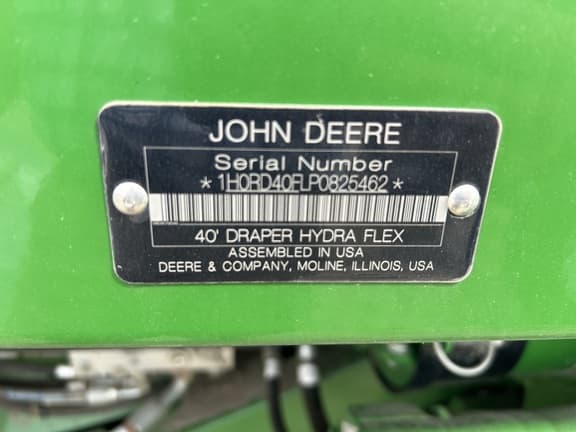 JOHN DEERE
Serial Number
*1H0RD40FLP0825462*
40' DRAPER HYDRA FLEX
ASSEMBLED IN USA
DEERE & COMPANY, MOLINE, ILLINOIS, USA